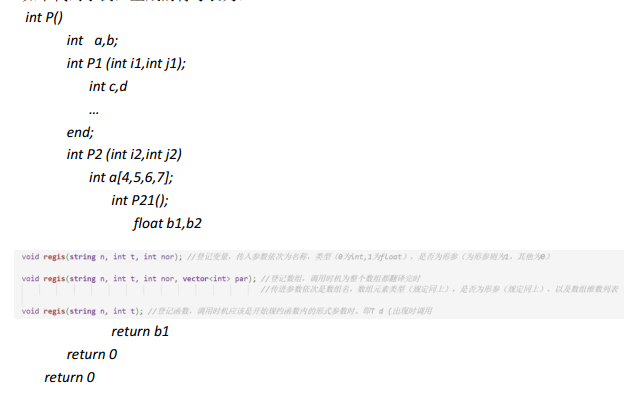 int P()
int a,b;
int P1 (int i1,int j1);
int c,d
…
end;
int P2 (int i2,int j2)
int a[4,5,6,7];
int P21();
float b1,b2
void regis(string n, int t, int nor); //登记变量,传入参数依次为名称,类型(0为int,1为float),是否为形参(为形参则为1,其他为0)
void regis(string n, int t, int nor, vector<int> par); //登记数组,调用时机为整个数组都翻译完时
//传进参数依次是数组名,数组元素类型(规定同上),是否为形参(规定同上),以及数组维数列表
void regis(string n, int t); //登记函数,调用时机应该是开始规约函数内的形式参数时,即T d (出现时调用
return b1
return 0
return 0